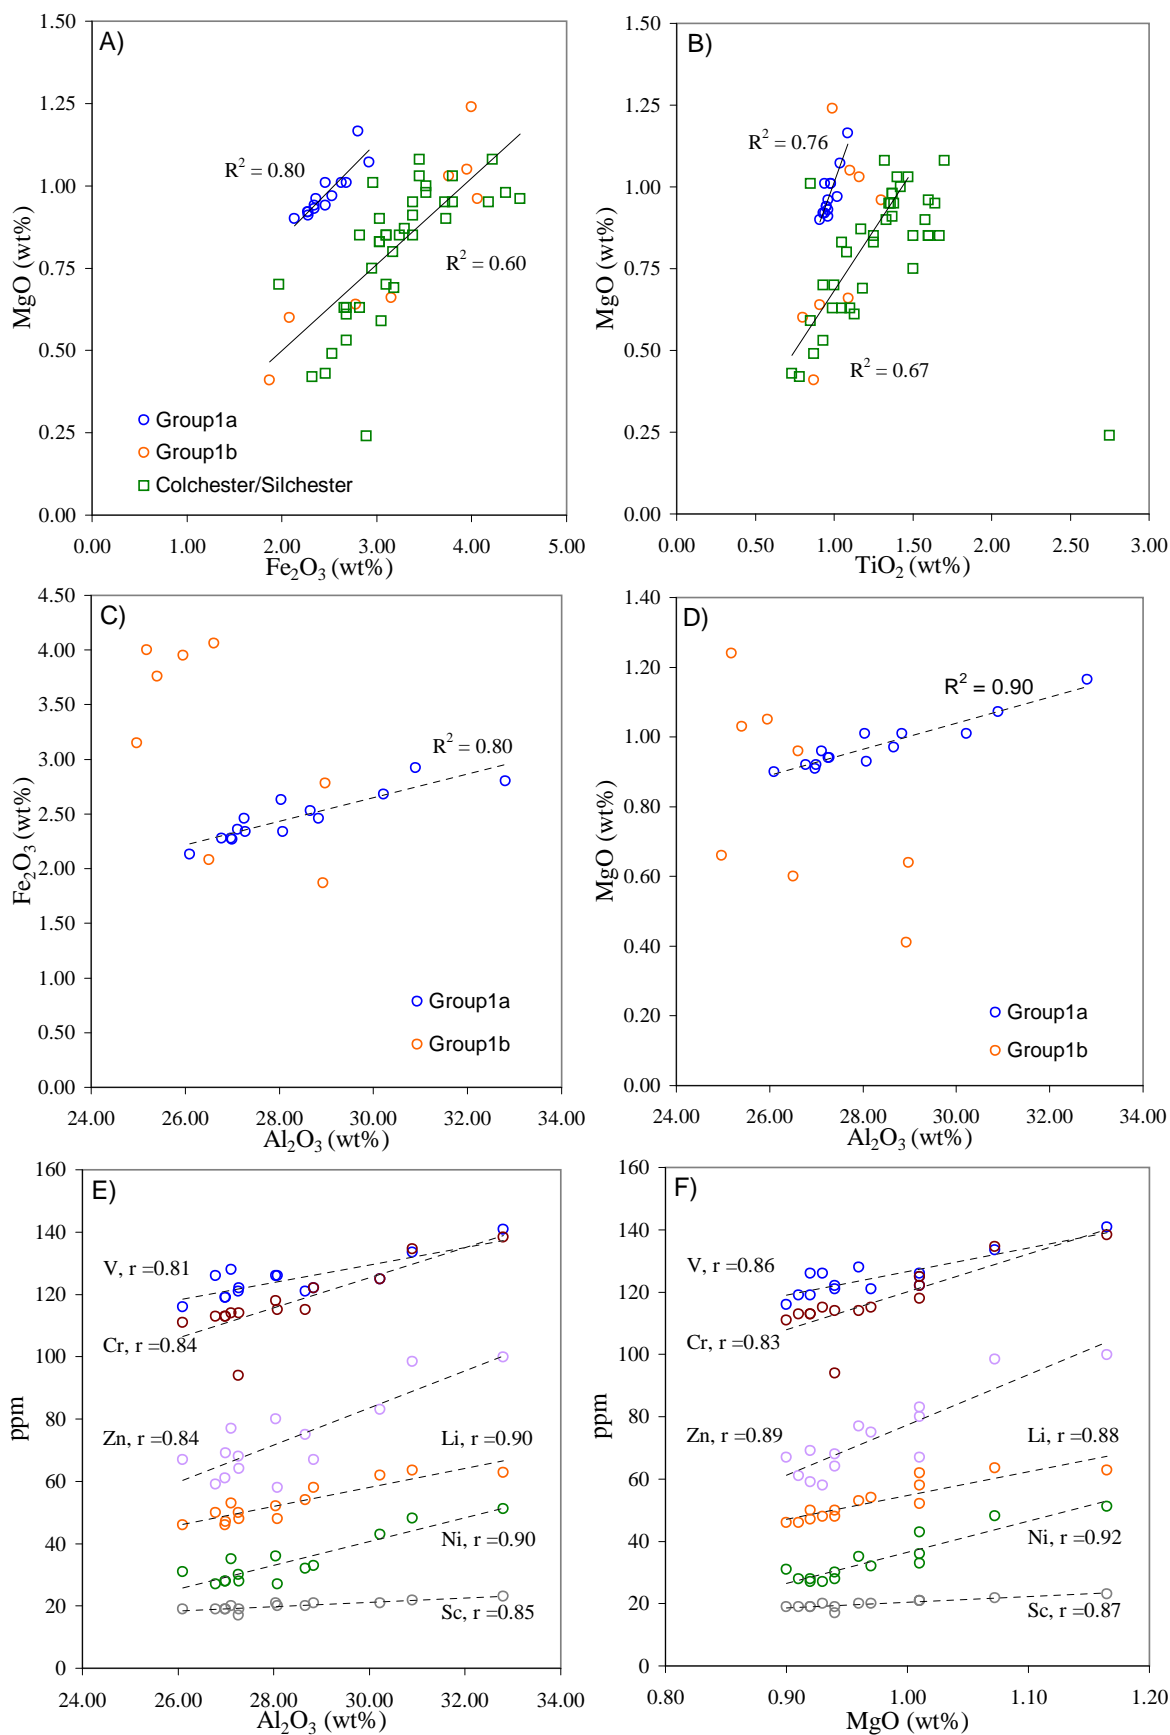 A)
1.50
1.25
1.00
0.75
0.50
0.25
0.00
MgO (wt%)
R² = 0.80
R² = 0.60
Group1a
Group1b
Colchester/Silchester
0.00 1.00 2.00 3.00 4.00 5.00
Fe₂O₃ (wt%)
B)
1.50
1.25
1.00
0.75
0.50
0.25
0.00
MgO (wt%)
R² = 0.76
R² = 0.67
0.00 0.50 1.00 1.50 2.00 2.50 3.00
TiO₂ (wt%)
C)
4.50
4.00
3.50
3.00
2.50
2.00
1.50
1.00
0.50
0.00
Fe₂O₃ (wt%)
R² = 0.80
Group1a
Group1b
24.00 26.00 28.00 30.00 32.00 34.00
Al₂O₃ (wt%)
D)
1.40
1.20
1.00
0.80
0.60
0.40
0.20
0.00
MgO (wt%)
R² = 0.90
Group1a
Group1b
24.00 26.00 28.00 30.00 32.00 34.00
Al₂O₃ (wt%)
E)
160
140
120
100
80
60
40
20
0
ppm
V, r =0.81
Cr, r =0.84
Zn, r =0.84
Li, r =0.90
Ni, r =0.90
Sc, r =0.85
24.00 26.00 28.00 30.00 32.00 34.00
Al₂O₃ (wt%)
F)
160
140
120
100
80
60
40
20
0
ppm
V, r =0.86
Cr, r =0.83
Zn, r =0.89
Li, r =0.88
Ni, r =0.92
Sc, r =0.87
0.80 0.90 1.00 1.10 1.20
MgO (wt%)